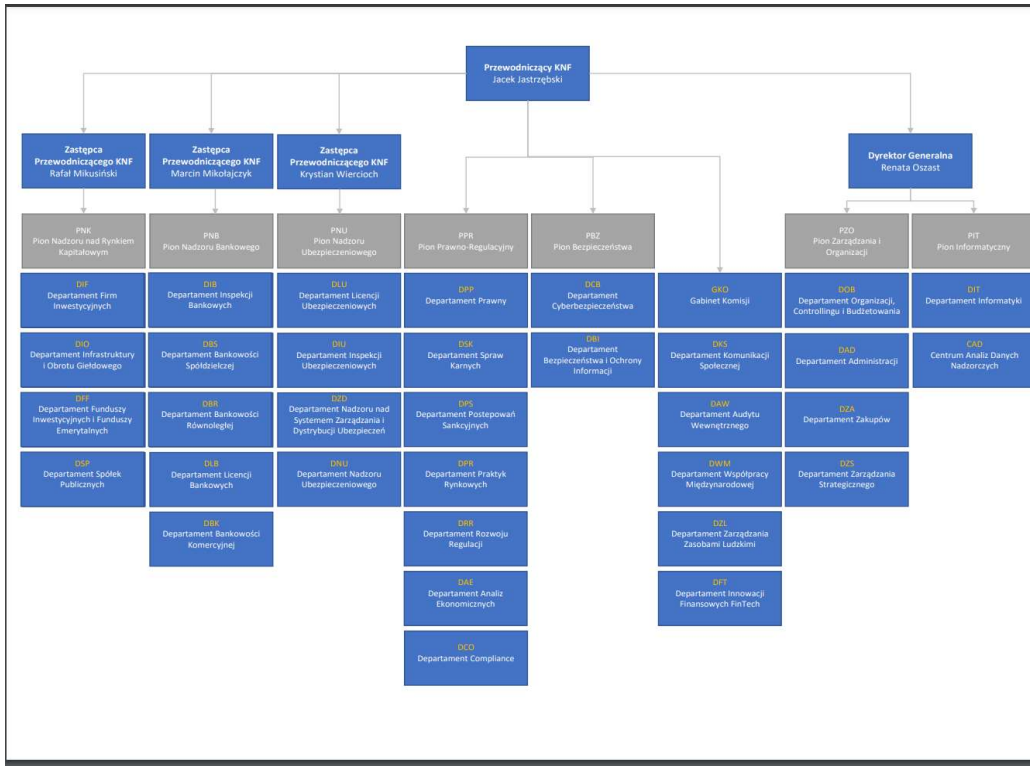 Przewodniczący KNF
Jacek Jastrzębski
Zastępca
Przewodniczącego KNF
Rafał Mikusiński
Zastępca
Przewodniczącego KNF
Marcin Mikołajczyk
Zastępca
Przewodniczącego KNF
Krystian Wiercioch
Dyrektor Generalna
Renata Oszast
PNK
Pion Nadzoru nad Rynkiem
Kapitałowym
PNB
Pion Nadzoru Bankowego
PNU
Pion Nadzoru
Ubezpieczeniowego
PPR
Pion Prawno-Regulacyjny
PBZ
Pion Bezpieczeństwa
PZO
Pion Zarządzania i
Organizacji
PIT
Pion Informatyczny
DIF
Departament Firm
Inwestycyjnych
DIO
Departament Infrastruktury
i Obrotu Giełdowego
DFF
Departament Funduszy
Inwestycyjnych i Funduszy
Emerytalnych
DSP
Departament Spółek
Publicznych
DIB
Departament Inspekcji
Bankowych
DBS
Departament Bankowości
Spółdzielczej
DBR
Departament Bankowości
Równoległej
DLB
Departament Licencji
Bankowych
DBK
Departament Bankowości
Komercyjnej
DLU
Departament Licencji
Ubezpieczeniowych
DIU
Departament Inspekcji
Ubezpieczeniowych
DZD
Departament Nadzoru nad
Systemem Zarządzania i
Dystrybucji Ubezpieczeń
DNU
Departament Nadzoru
Ubezpieczeniowego
DPP
Departament Prawny
DSK
Departament Spraw
Karnych
DPS
Departament Postepowań
Sankcyjnych
DPR
Departament Praktyk
Rynkowych
DRR
Departament Rozwoju
Regulacji
DAE
Departament Analiz
Ekonomicznych
DCO
Departament Compliance
DCB
Departament
Cyberbezpieczeństwa
DBI
Departament
Bezpieczeństwa i Ochrony
Informacji
GKO
Gabinet Komisji
DKS
Departament Komunikacji
Społecznej
DAW
Departament Audytu
Wewnętrznego
DWM
Departament Współpracy
Międzynarodowej
DZL
Departament Zarządzania
Zasobami Ludzkimi
DFT
Departament Innowacji
Finansowych FinTech
DOB
Departament Organizacji,
Controllingu i Budżetowania
DAD
Departament Administracji
DZA
Departament Zakupów
DZS
Departament Zarządzania
Strategicznego
DIT
Departament Informatyki
CAD
Centrum Analiz Danych
Nadzorczych